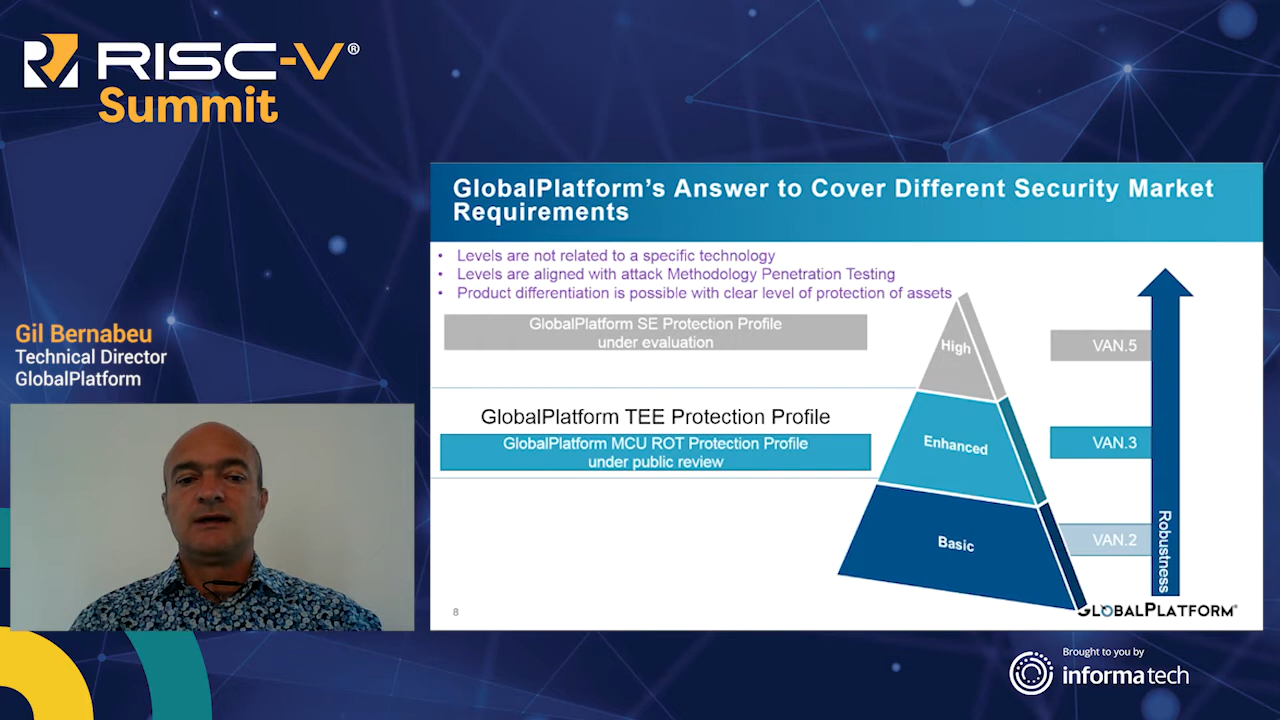 RISC-V®
Summit
Gil Bernabeu
Technical Director
GlobalPlatform
GlobalPlatform's Answer to Cover Different Security Market
Requirements
• Levels are not related to a specific technology
• Levels are aligned with attack Methodology Penetration Testing
• Product differentiation is possible with clear level of protection of assets
GlobalPlatform SE Protection Profile
under evaluation
High
VAN.5
GlobalPlatform TEE Protection Profile
GlobalPlatform MCU ROT Protection Profile
under public review
Enhanced
VAN.3
Basic
VAN.2
Robustness
8
GLOBALPLATFORM®
Brought to you by
informa tech